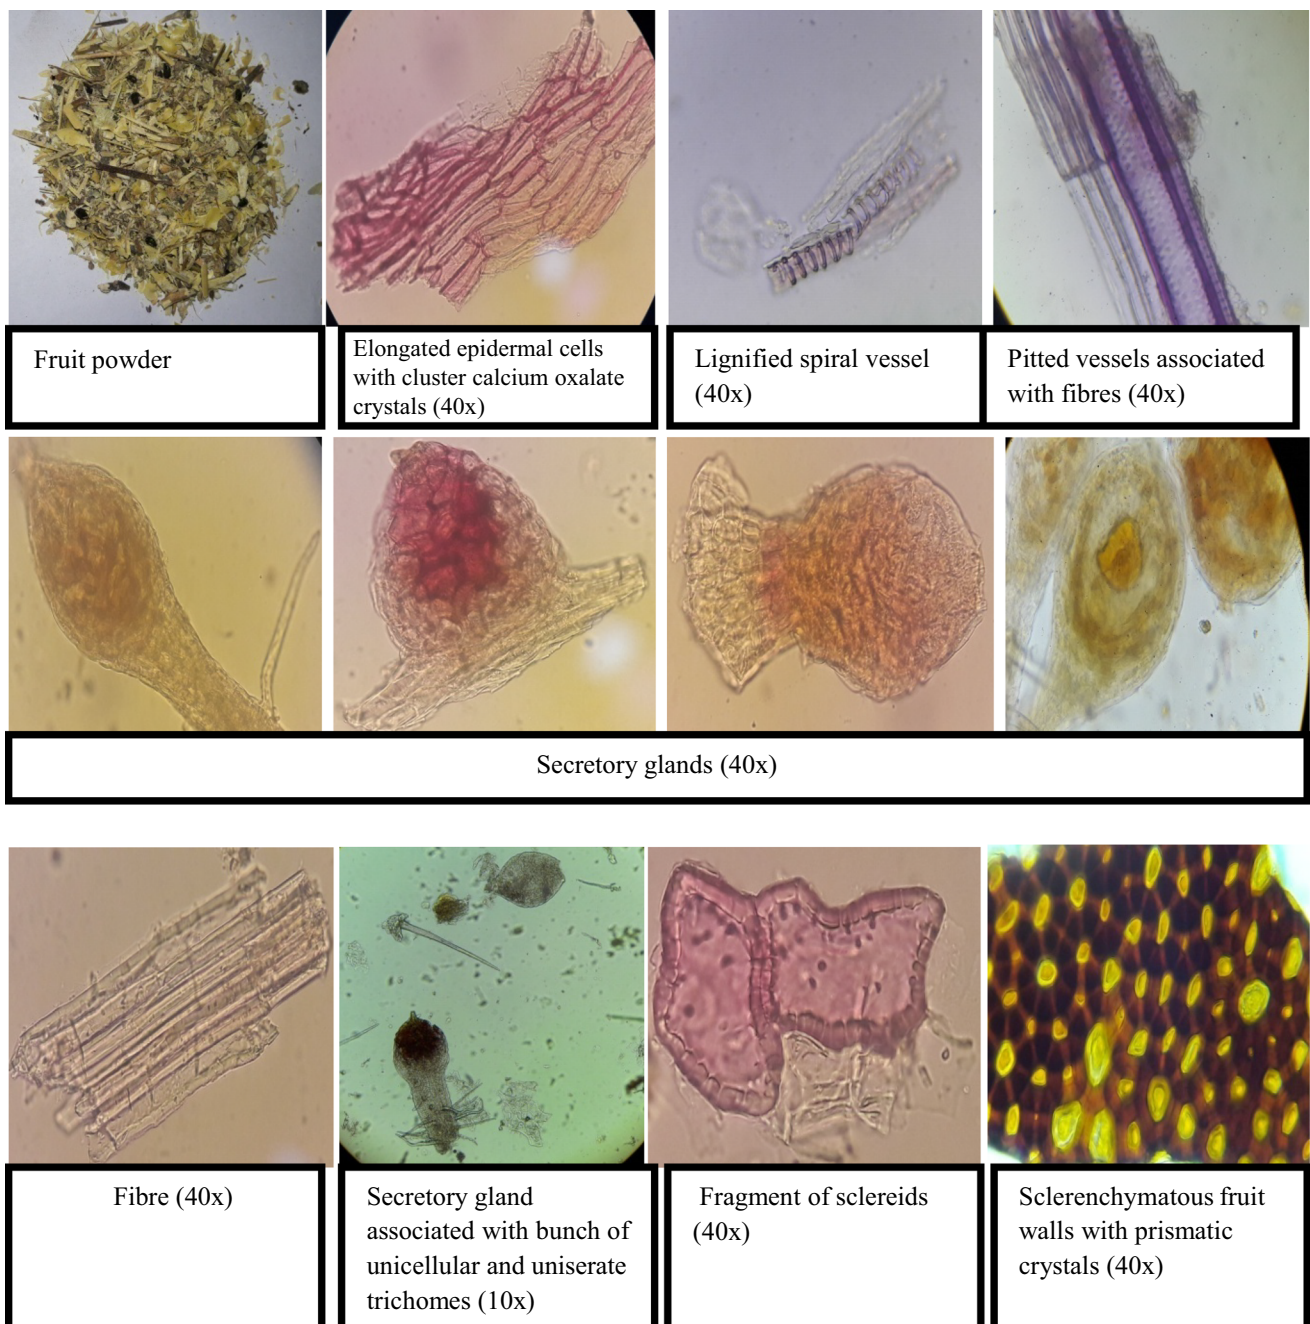 Fruit powder
Elongated epidermal cells
with cluster calcium oxalate
crystals (40x)
Lignified spiral vessel
(40x)
Pitted vessels associated
with fibres (40x)
Secretory glands (40x)
Fibre (40x)
Secretory gland
associated with bunch of
unicellular and uniserate
trichomes (10x)
Fragment of sclereids
(40x)
Sclerenchymatous fruit
walls with prismatic
crystals (40x)